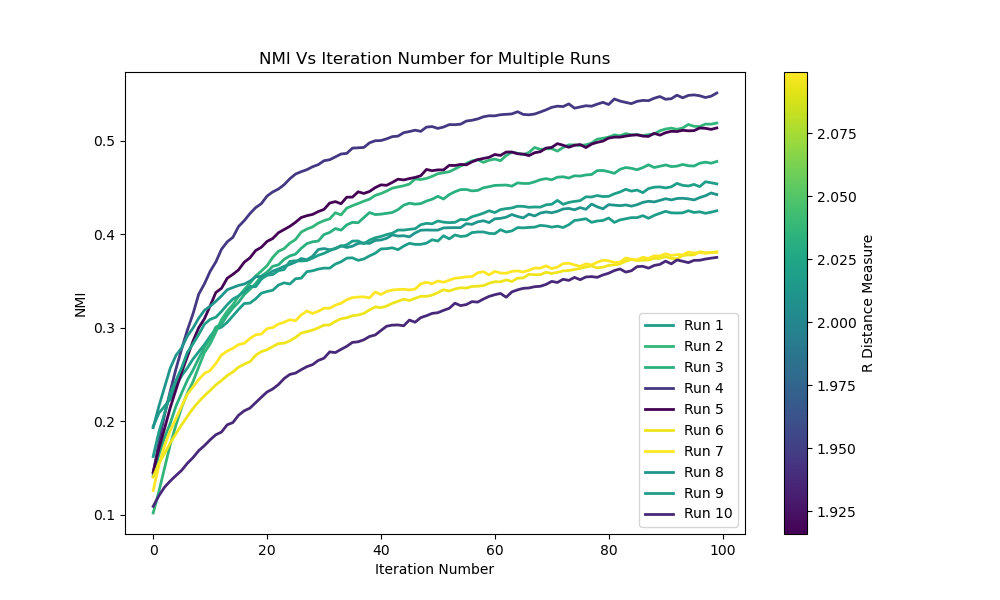 NMI Vs Iteration Number for Multiple Runs
NMI
0.5
0.4
0.3
0.2
0.1
0
20
40
60
80
100
Iteration Number
Run 1
Run 2
Run 3
Run 4
Run 5
Run 6
Run 7
Run 8
Run 9
Run 10
2.075
2.050
2.025
2.000
1.975
1.950
1.925
R Distance Measure